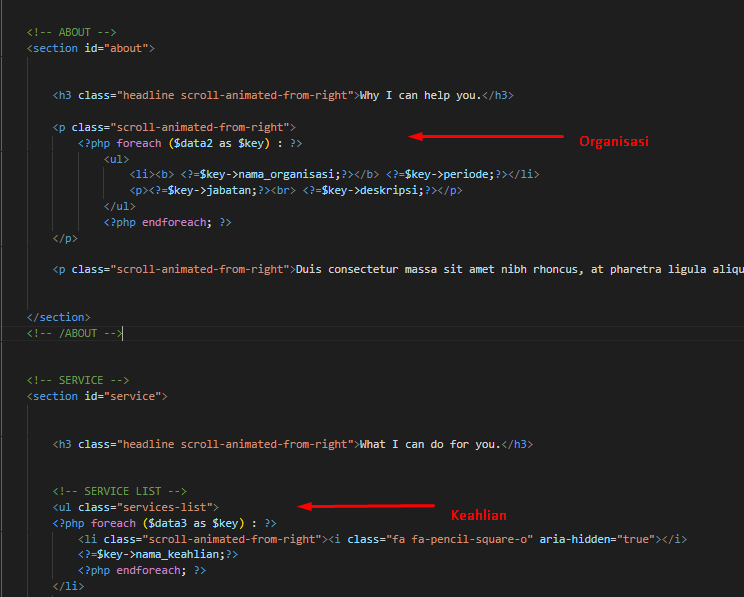 <!-- ABOUT -->
<section id="about">
<h3 class="headline scroll-animated-from-right">Why I can help you.</h3>
<p class="scroll-animated-from-right">
<?php foreach ($data2 as $key) : ?>
Organisasi
<ul>
<li><b> <?=$key->nama_organisasi;?></b> <?=$key->periode;?></li>
<p><?=$key->jabatan;?><br> <?=$key->deskripsi;?></p>
</ul>
<?php endforeach; ?>
</p>
<p class="scroll-animated-from-right">Duis consectetur massa sit amet nibh rhoncus, at pharetra ligula aliqu
</section>
<!-- /ABOUT -->
<!-- SERVICE -->
<section id="service">
<h3 class="headline scroll-animated-from-right">What I can do for you.</h3>
<!-- SERVICE LIST -->
<ul class="services-list">
Keahlian
<?php foreach ($data3 as $key) : ?>
<li class="scroll-animated-from-right"><i class="fa fa-pencil-square-o" aria-hidden="true"></i>
<?=$key->nama_keahlian;?>
<?php endforeach; ?>
</li>